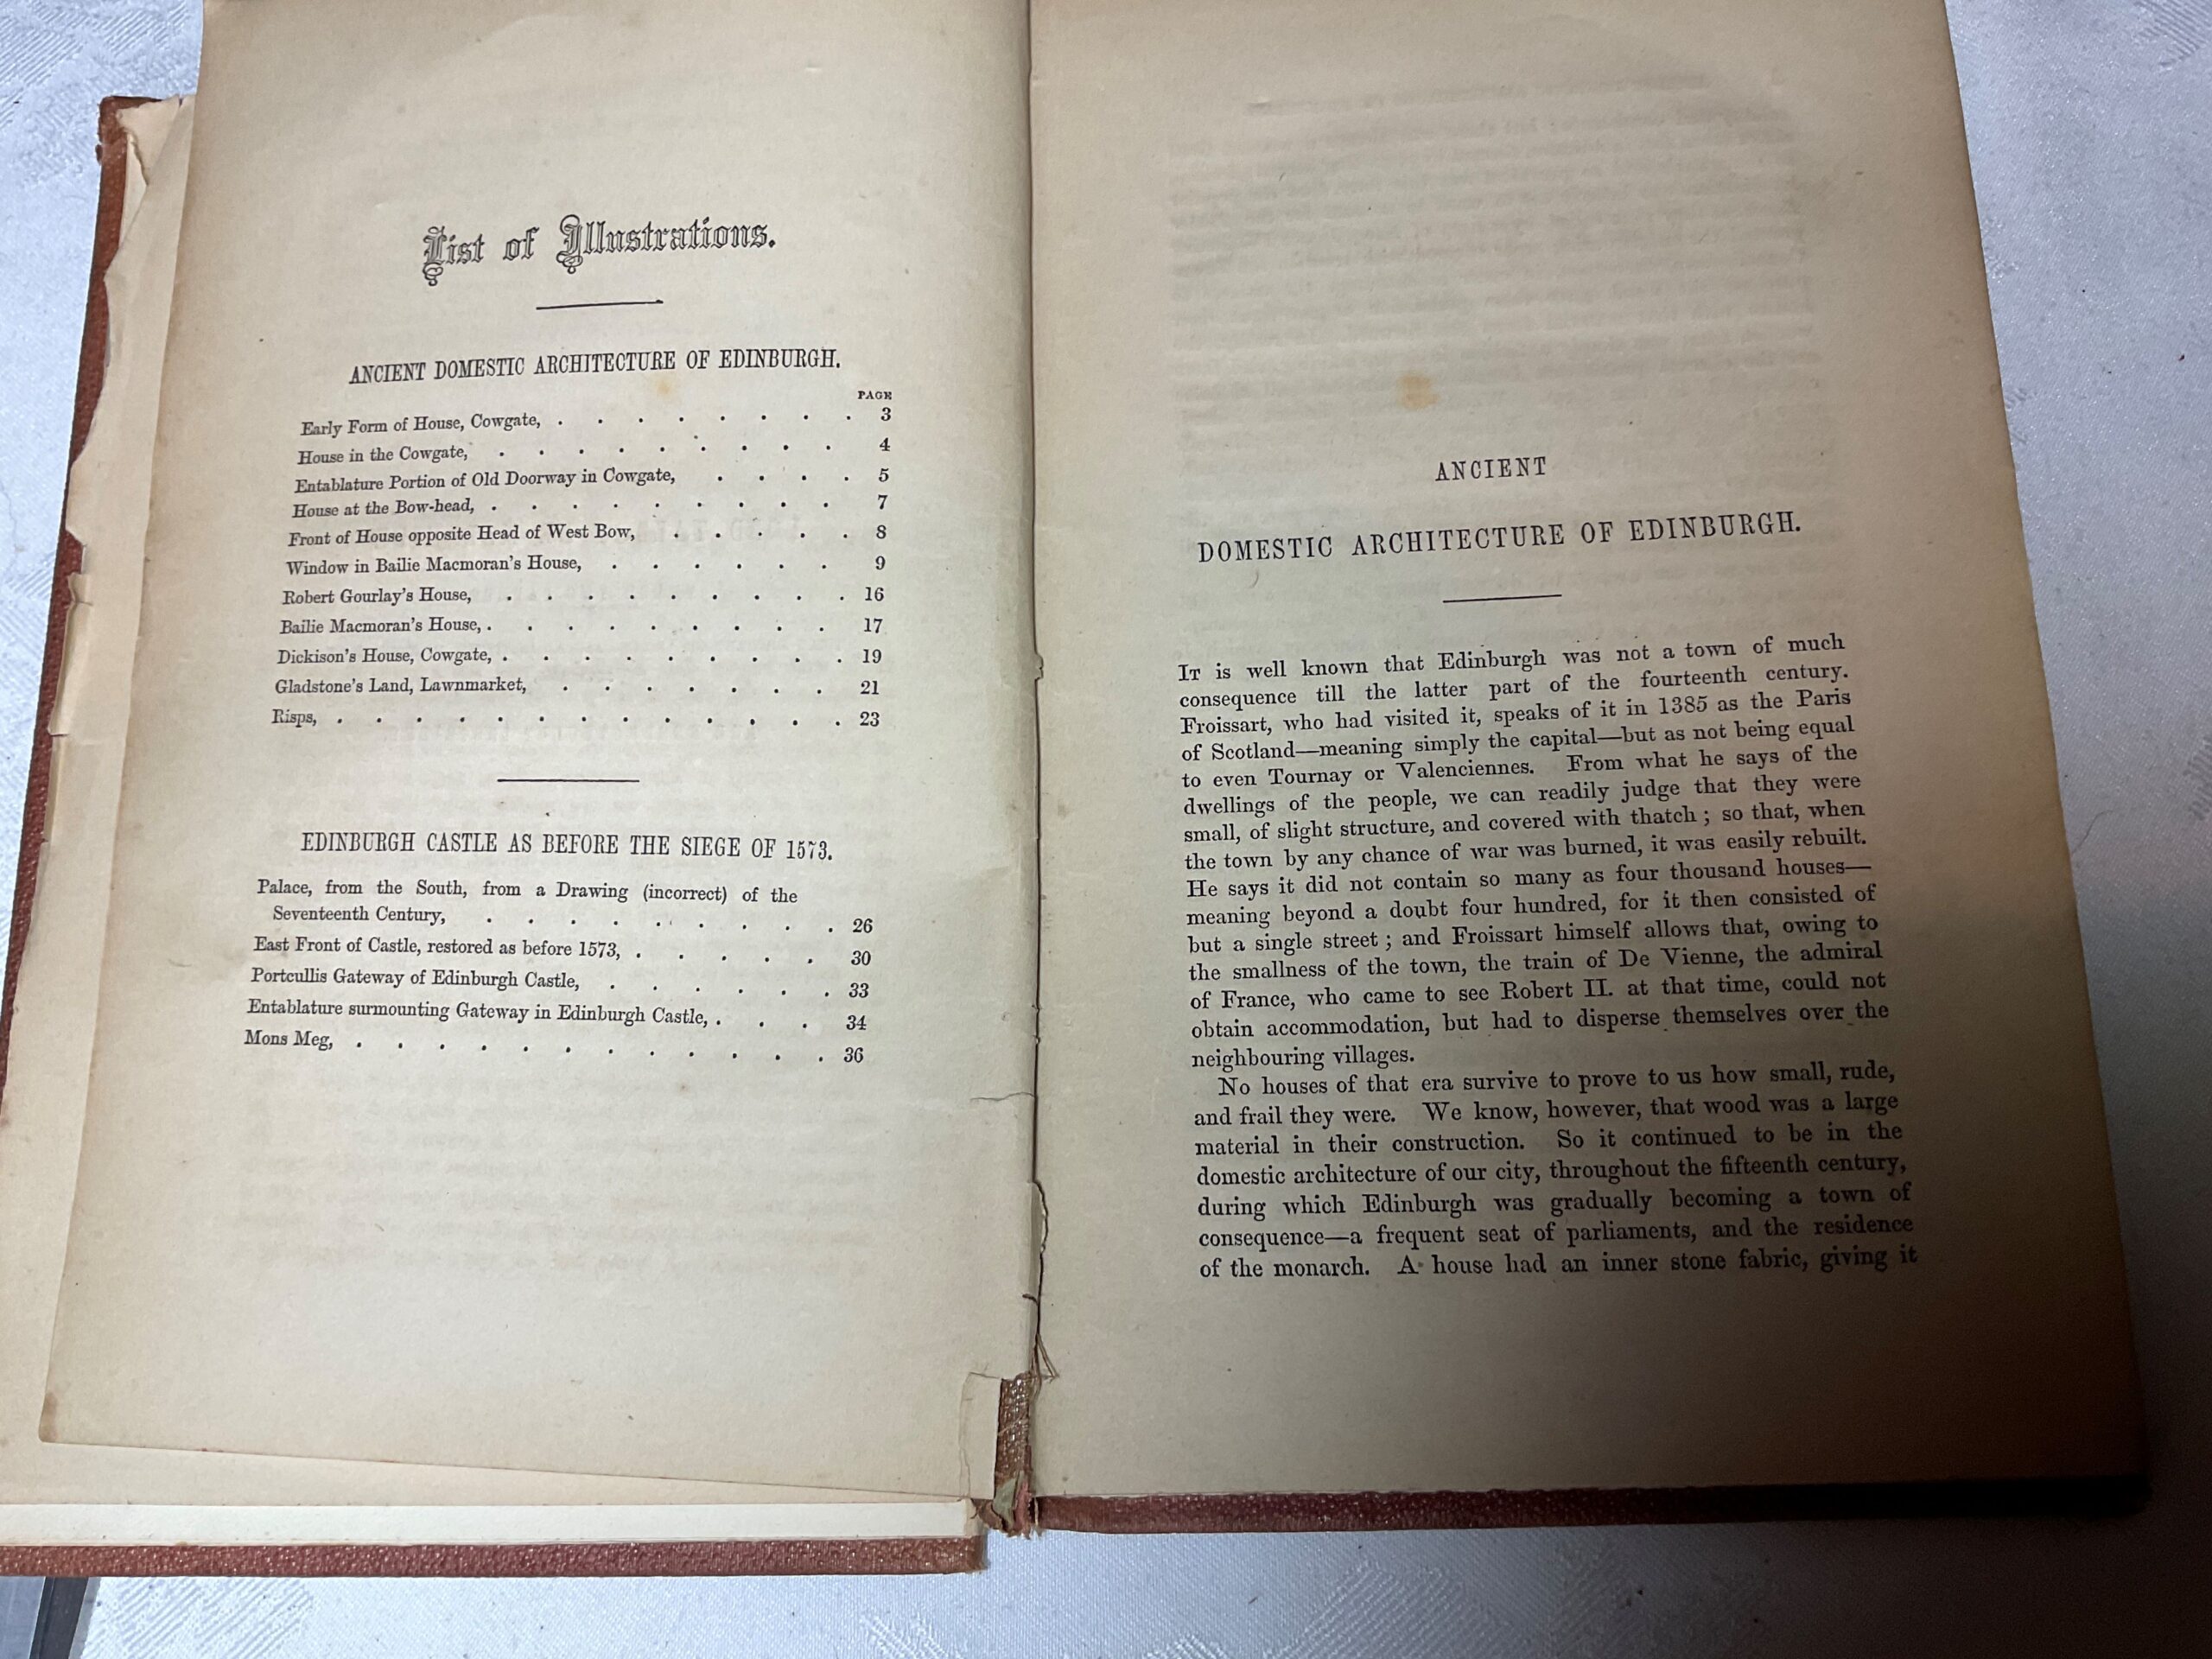 List of Illustrations.
ANCIENT DOMESTIC ARCHITECTURE OF EDINBURGH.
PAGE
Early Form of House, Cowgate, . . . . . . . . 3
House in the Cowgate, . . . . . . . . . 4
Entablature Portion of Old Doorway in Cowgate, . . . . 5
House at the Bow-head, . . . . . . . . . 7
Front of House opposite Head of West Bow, . . . . . 8
Window in Bailie Macmoran's House, . . . . . . 9
Robert Gourlay's House, . . . . . . . . . 16
Bailie Macmoran's House, . . . . . . . . . 17
Dickison's House, Cowgate, . . . . . . . . . 19
Gladstone's Land, Lawnmarket, . . . . . . . 21
Risps, . . . . . . . . . . . . . 23
EDINBURGH CASTLE AS BEFORE THE SIEGE OF 1573.
Palace, from the South, from a Drawing (incorrect) of the
Seventeenth Century, . . . . . . . . . 26
East Front of Castle, restored as before 1573, . . . . . 30
Portcullis Gateway of Edinburgh Castle, . . . . . . 33
Entablature surmounting Gateway in Edinburgh Castle, . . . 34
Mons Meg, . . . . . . . . . . . . 36
ANCIENT
DOMESTIC ARCHITECTURE OF EDINBURGH.
IT is well known that Edinburgh was not a town of much
consequence till the latter part of the fourteenth century.
Froissart, who had visited it, speaks of it in 1385 as the Paris
of Scotland—meaning simply the capital—but as not being equal
to even Tournay or Valenciennes. From what he says of the
dwellings of the people, we can readily judge that they were
small, of slight structure, and covered with thatch ; so that, when
the town by any chance of war was burned, it was easily rebuilt.
He says it did not contain so many as four thousand houses—
meaning beyond a doubt four hundred, for it then consisted of
but a single street ; and Froissart himself allows that, owing to
the smallness of the town, the train of De Vienne, the admiral
of France, who came to see Robert II. at that time, could not
obtain accommodation, but had to disperse themselves over the
neighbouring villages.
No houses of that era survive to prove to us how small, rude,
and frail they were. We know, however, that wood was a large
material in their construction. So it continued to be in the
domestic architecture of our city, throughout the fifteenth century,
during which Edinburgh was gradually becoming a town of
consequence—a frequent seat of parliaments, and the residence
of the monarch. A house had an inner stone fabric, giving it